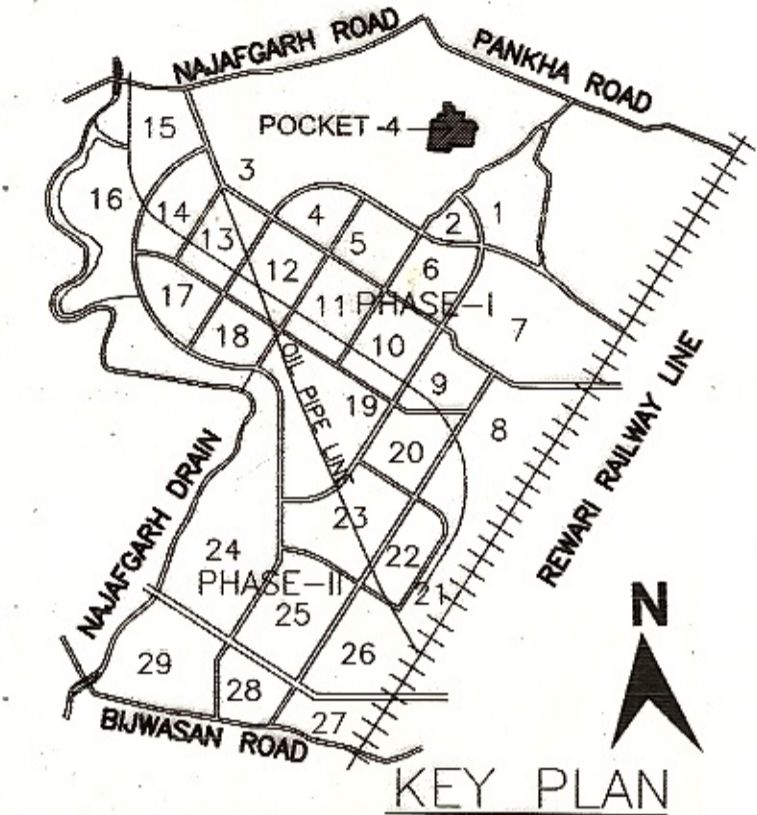 NAJAFGARH ROAD
PANKHA ROAD
15
POCKET -4
3
16
14
4
2
1
13
5
12
6
17
11
PHASE-I
7
18
10
OIL PIPE LINE
9
19
8
REWARI RAILWAY LINE
20
NAJAFGARH DRAIN
23
24
22
PHASE-II
21
25
29
26
28
27
BIJWASAN ROAD
N
KEY PLAN